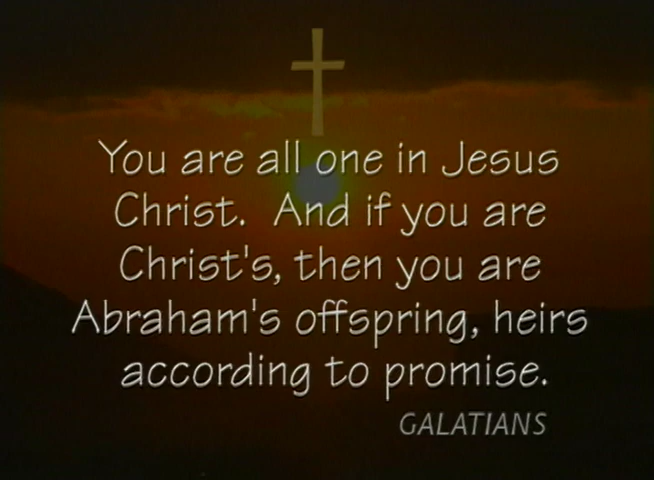 You are all one in Jesus
Christ.  And if you are
Christ's, then you are
Abraham's offspring, heirs
according to promise.
GALATIANS